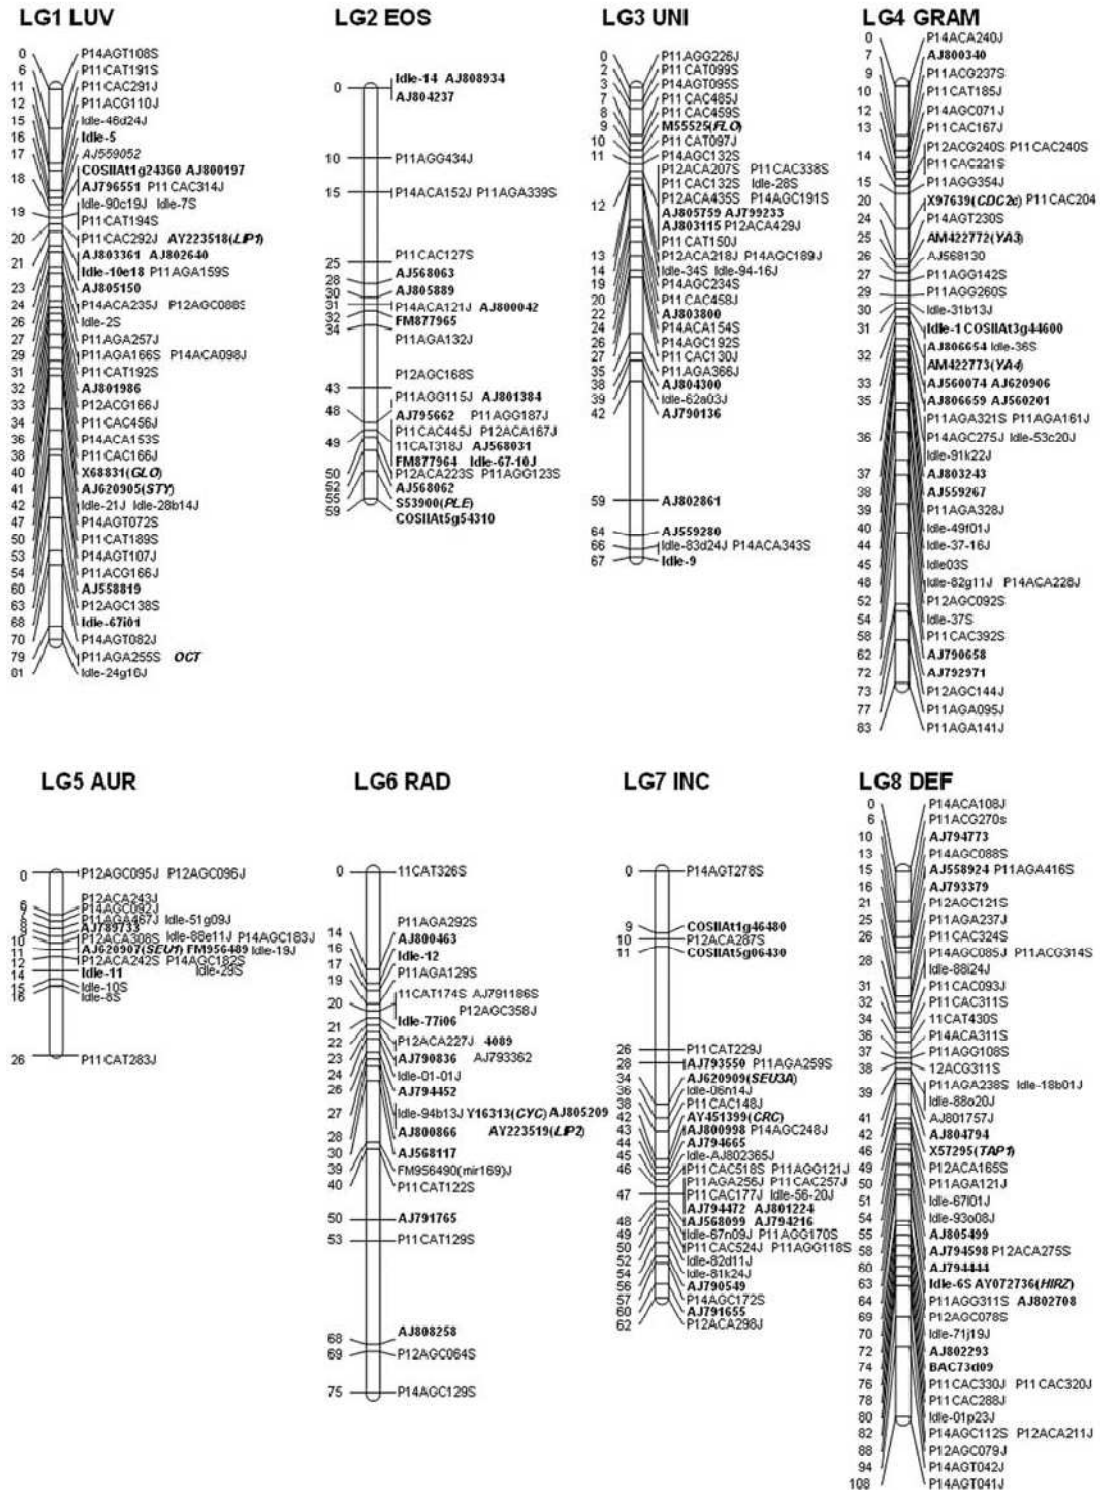 LG1 LUV
0 P14AGT108S
6 P11CAT191S
11 P11CAC291J
12 P11ACG110J
15 Idle-46d24J
16 Idle-5
17 AJ559052
COSIIAt1g24360 AJ800197
18 AJ796551 P11CAC314J
Idle-90c19J Idle-7S
19 P11CAT194S
20 P11CAC292J AY223518(LIP1)
AJ803361 AJ802640
21 Idle-10e18 P11AGA159S
23 AJ805150
24 P14ACA235J P12AGC088S
26 Idle-2S
27 P11AGA257J
29 P11AGA166S P14ACA098J
31 P11CAT192S
32 AJ801986
33 P12ACG166J
34 P11CAC456J
36 P14ACA153S
38 P11CAC166J
40 X68831(GLO)
41 AJ620905(STY)
42 Idle-21J Idle-28b14J
47 P14AGT072S
50 P11CAT189S
53 P14AGT107J
54 P11ACG166J
60 AJ558819
63 P12AGC138S
68 Idle-67i01
70 P14AGT082J
79 P11AGA255S OCT
81 Idle-24g16J
LG2 EOS
Idle-14 AJ808934
0 AJ804237
10 P11AGG434J
15 P14ACA152J P11AGA339S
25 P11CAC127S
28 AJ568063
31 AJ805889
32 P14ACA121J AJ800042
34 FM877965
P11AGA132J
43 P12AGC168S
P11AGG115J AJ801384
48 AJ795662 P11AGG187J
P11CAC445J P12ACA167J
49 11CAT318J AJ568031
FM877964 Idle-67-10J
50 P12ACA223S P11AGG123S
52 AJ568062
55 S53900(PLE)
59 COSIIAt5g54310
LG3 UNI
0 P11AGG226J
2 P11CAT099S
3 P14AGT095S
7 P11CAC485J
8 P11CAC459S
9 M55525(FLO)
10 P11CAT097J
11 P14AGC132S
P12ACA207S P11CAC338S
P11CAC132S Idle-28S
12 P12ACA435S P14AGC191S
AJ805759 AJ799233
AJ803115 P12ACA429J
P11CAT150J
13 P12ACA218J P14AGC189J
14 Idle-34S Idle-94-16J
19 P14AGC234S
20 P11CAC458J
22 AJ803800
24 P14ACA154S
26 P14AGC192S
27 P11CAC130J
35 P11AGA366J
38 AJ804300
39 Idle-62a03J
42 AJ790136
59 AJ802861
64 AJ559280
66 Idle-83d24J P14ACA343S
67 Idle-9
LG4 GRAM
0 P14ACA240J
7 AJ800340
9 P11ACG237S
10 P11CAT185J
12 P14AGC071J
13 P11CAC167J
P12ACG240S P11CAC240S
14 P11CAC221S
15 P11AGG354J
20 X97639(CDC2c) P11CAC204
24 P14AGT230S
25 AM422772(YA3)
26 AJ568130
27 P11AGG142S
29 P11AGG260S
30 Idle-31b13J
31 Idle-1 COSIIAt3g44600
AJ806654 Idle-36S
32 AM422773(YA4)
33 AJ560074 AJ620906
35 AJ806659 AJ560201
P11AGA321S P11AGA161J
36 P14AGC275J Idle-53c20J
Idle-91k22J
37 AJ803243
38 AJ559267
39 P11AGA328J
40 Idle-49f01J
44 Idle-37-16J
45 Idle03S
48 Idle-82g11J P14ACA228J
52 P12AGC092S
54 Idle-37S
58 P11CAC392S
62 AJ790658
72 AJ792971
73 P12AGC144J
77 P11AGA095J
83 P11AGA141J
LG5 AUR
0 P12AGC095J P12AGC096J
6 P12ACA243J
7 P14AGC092J
8 P11AGA467J Idle-51g09J
9 AJ789733
10 P12ACA308S Idle-88e11J P14AGC183J
11 AJ620907(SEU1) FM956489 Idle-19J
12 P12ACA242S P14AGC182S
14 Idle-11 Idle-29S
15 Idle-10S
16 Idle-8S
26 P11CAT283J
LG6 RAD
0 11CAT326S
14 P11AGA292S
16 AJ800463
17 Idle-12
19 P11AGA129S
20 11CAT174S AJ791186S
P12AGC358J
21 Idle-77i06
22 P12ACA227J 4089
23 AJ790836 AJ793362
24 Idle-01-01J
26 AJ794452
27 Idle-94b13J Y16313(CYC) AJ805209
28 AJ800866 AY223519(LIP2)
30 AJ568117
39 FM956490(mir169)J
40 P11CAT122S
50 AJ791765
53 P11CAT129S
68 AJ808258
69 P12AGC064S
75 P14AGC129S
LG7 INC
0 P14AGT278S
9 COSIIAt1g46480
10 P12ACA287S
11 COSIIAt5g06430
26 P11CAT229J
28 AJ793550 P11AGA259S
34 AJ620909(SEU3A)
36 Idle-06n14J
38 P11CAC148J
42 AY451399(CRC)
43 AJ800998 P14AGC248J
44 AJ794665
45 Idle-AJ802365J
46 P11CAC518S P11AGG121J
P11AGA256J P11CAC257J
47 P11CAC177J Idle-56-20J
AJ794472 AJ801224
48 AJ568099 AJ794216
49 Idle-67n09J P11AGG170S
50 P11CAC524J P11AGG118S
52 Idle-82d11J
54 Idle-81k24J
56 AJ790549
57 P14AGC172S
60 AJ791655
62 P12ACA298J
LG8 DEF
0 P14ACA108J
6 P11ACG270s
10 AJ794773
13 P14AGC088S
15 AJ558924 P11AGA416S
16 AJ793379
21 P12AGC121S
25 P11AGA237J
26 P11CAC324S
P14AGC085J P11ACG314S
28 Idle-88i24J
31 P11CAC093J
32 P11CAC311S
34 11CAT430S
36 P14ACA311S
37 P11AGG108S
38 12ACG311S
P11AGA238S Idle-18b01J
39 Idle-88o20J
41 AJ801757J
42 AJ804794
46 X57295(TAP1)
49 P12ACA165S
50 P11AGA121J
51 Idle-67l01J
54 Idle-93o08J
55 AJ805499
58 AJ794598 P12ACA275S
60 AJ794444
63 Idle-6S AY072736(HIRZ)
64 P11AGG311S AJ802708
69 P12AGC078S
70 Idle-71j19J
72 AJ802293
74 BAC73d09
76 P11CAC330J P11CAC320J
78 P11CAC288J
80 Idle-01p23J
82 P14AGC112S P12ACA211J
88 P12AGC079J
94 P14AGT042J
108 P14AGT041J